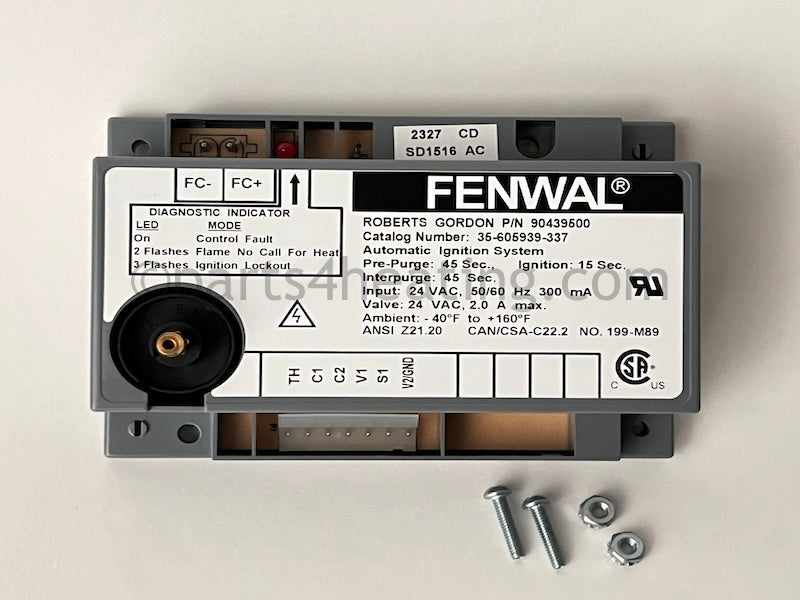 2327 CD
SD1516 AC
FC- FC+
FENWAL®
DIAGNOSTIC INDICATOR
LED MODE
On Control Fault
2 Flashes Flame No Call For Heat
3 Flashes Ignition Lockout
ROBERTS GORDON P/N 90439500
Catalog Number: 35-605939-337
Automatic Ignition System
Pre-Purge: 45 Sec., Ignition: 15 Sec.
Interpurge: 45 Sec.
Input: 24 VAC, 50/60 Hz 300 mA
Valve: 24 VAC, 2.0 A max.
Ambient: -40°F to +160°F
ANSI Z21.20 CAN/CSA-C22.2 NO. 199-M89
©parts4heating.com
TH C1 C2 V1 S1 V2/GND
C SA US